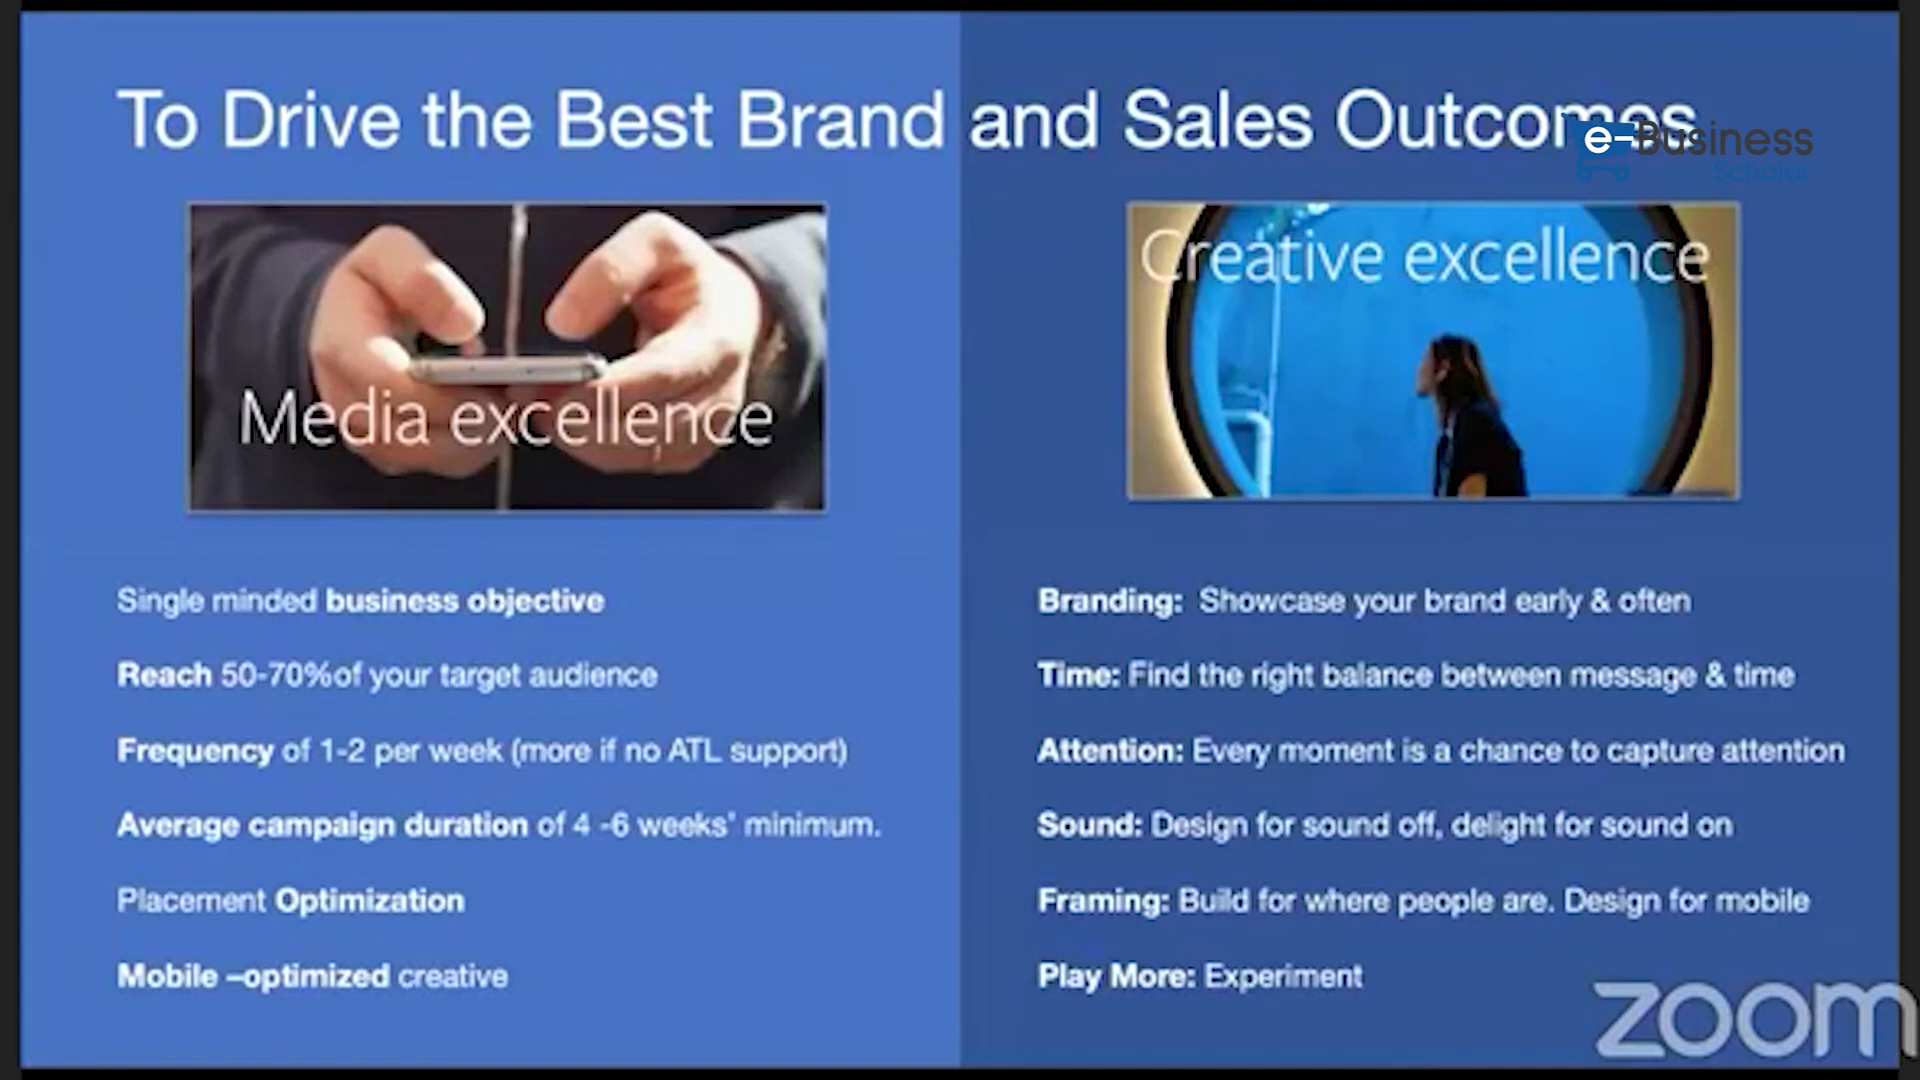 To Drive the Best Brand and Sales Outcomes
e-Business
Scholar
Media excellence
Creative excellence
Single minded business objective
Reach 50-70%of your target audience
Frequency of 1-2 per week (more if no ATL support)
Average campaign duration of 4 -6 weeks' minimum.
Placement Optimization
Mobile –optimized creative
Branding: Showcase your brand early & often
Time: Find the right balance between message & time
Attention: Every moment is a chance to capture attention
Sound: Design for sound off, delight for sound on
Framing: Build for where people are. Design for mobile
Play More: Experiment
zoom